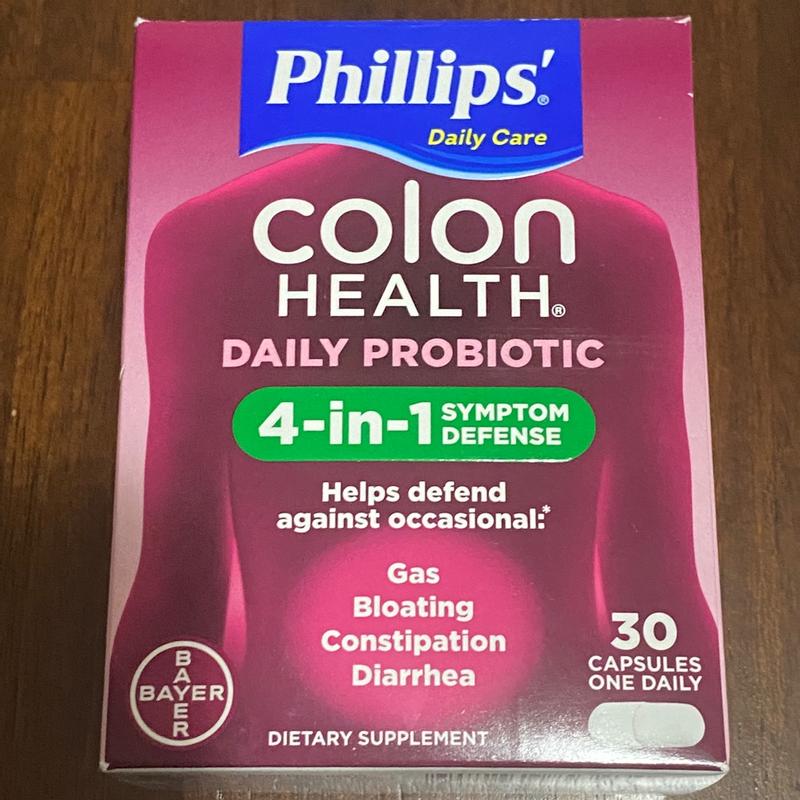 Phillips'®
Daily Care
colon
HEALTH®
DAILY PROBIOTIC
4-in-1 SYMPTOM
DEFENSE
Helps defend
against occasional:*
Gas
Bloating
Constipation
Diarrhea
30
CAPSULES
ONE DAILY
BAYER
BAYER
DIETARY SUPPLEMENT